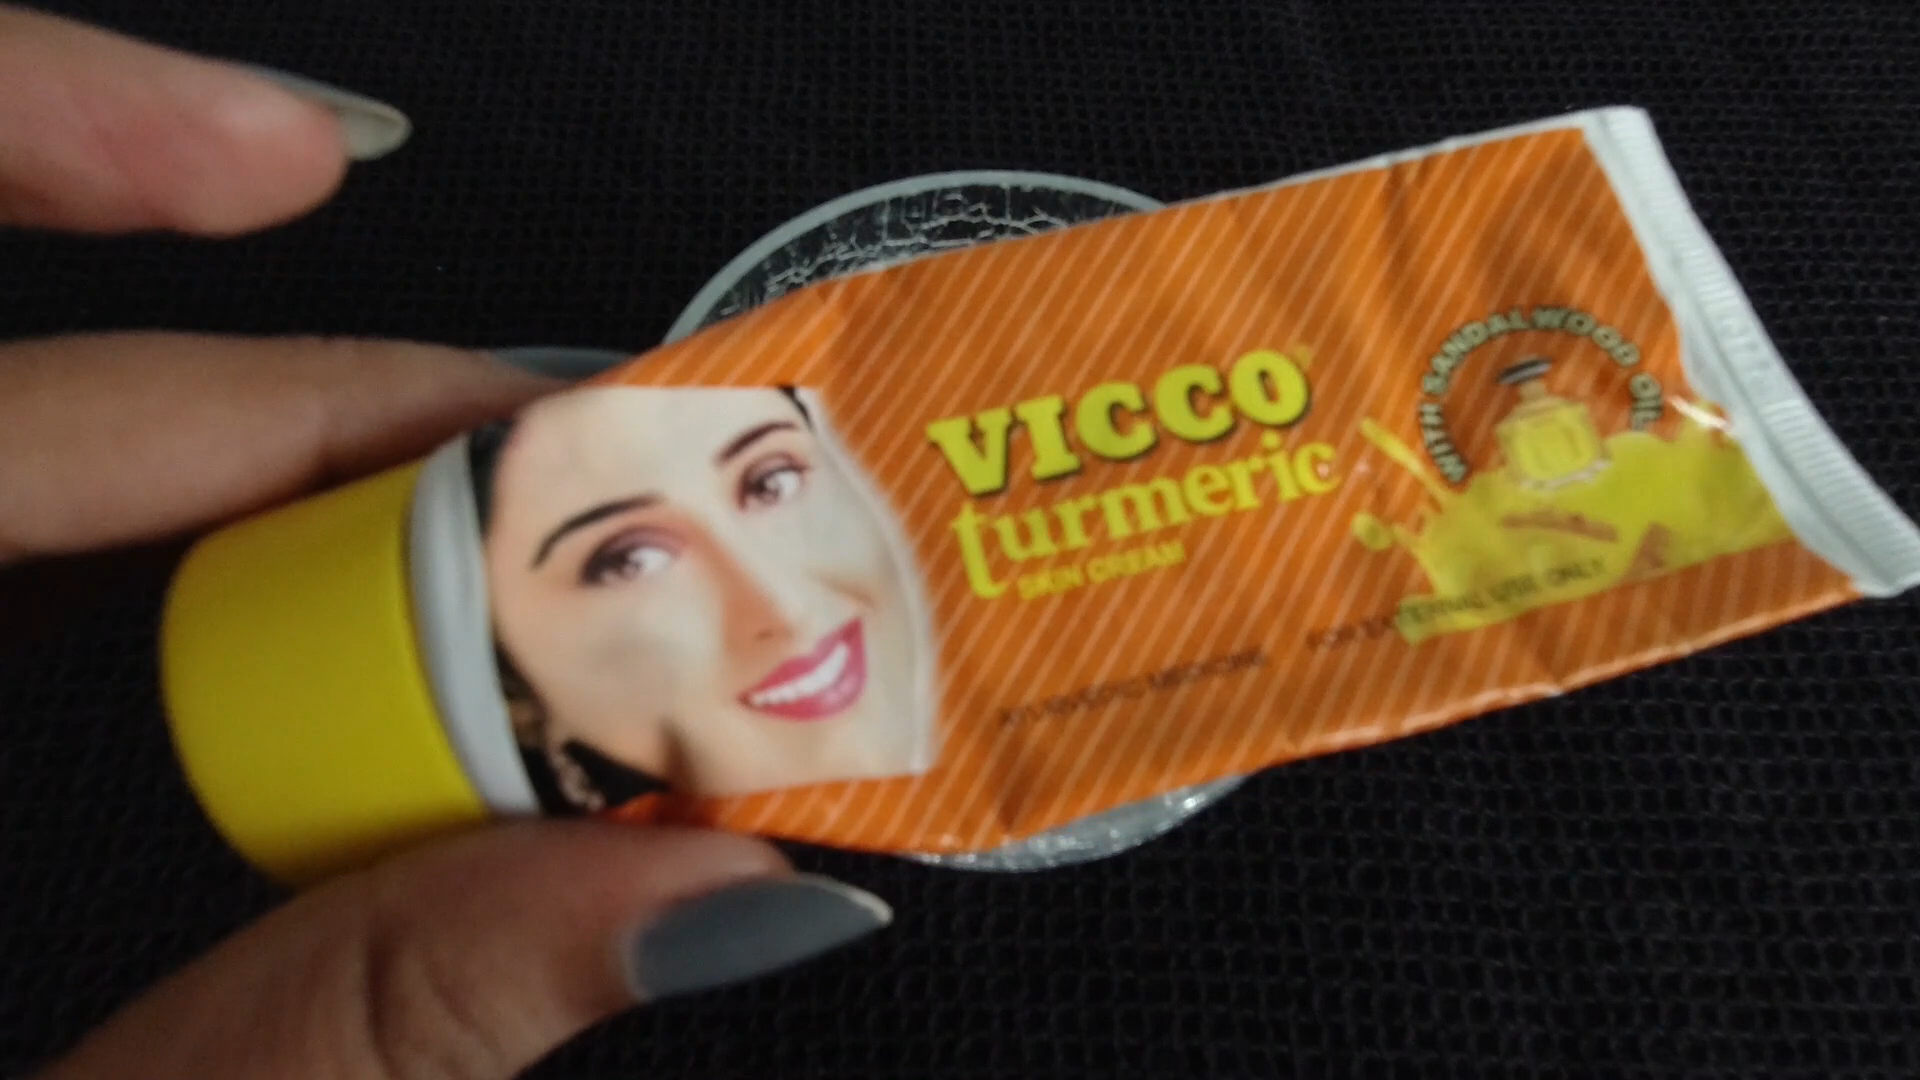 VICCO
turmeric
SKIN CREAM
WITH SANDALWOOD OIL
AYURVEDIC MEDICINE
FOR EXTERNAL USE ONLY